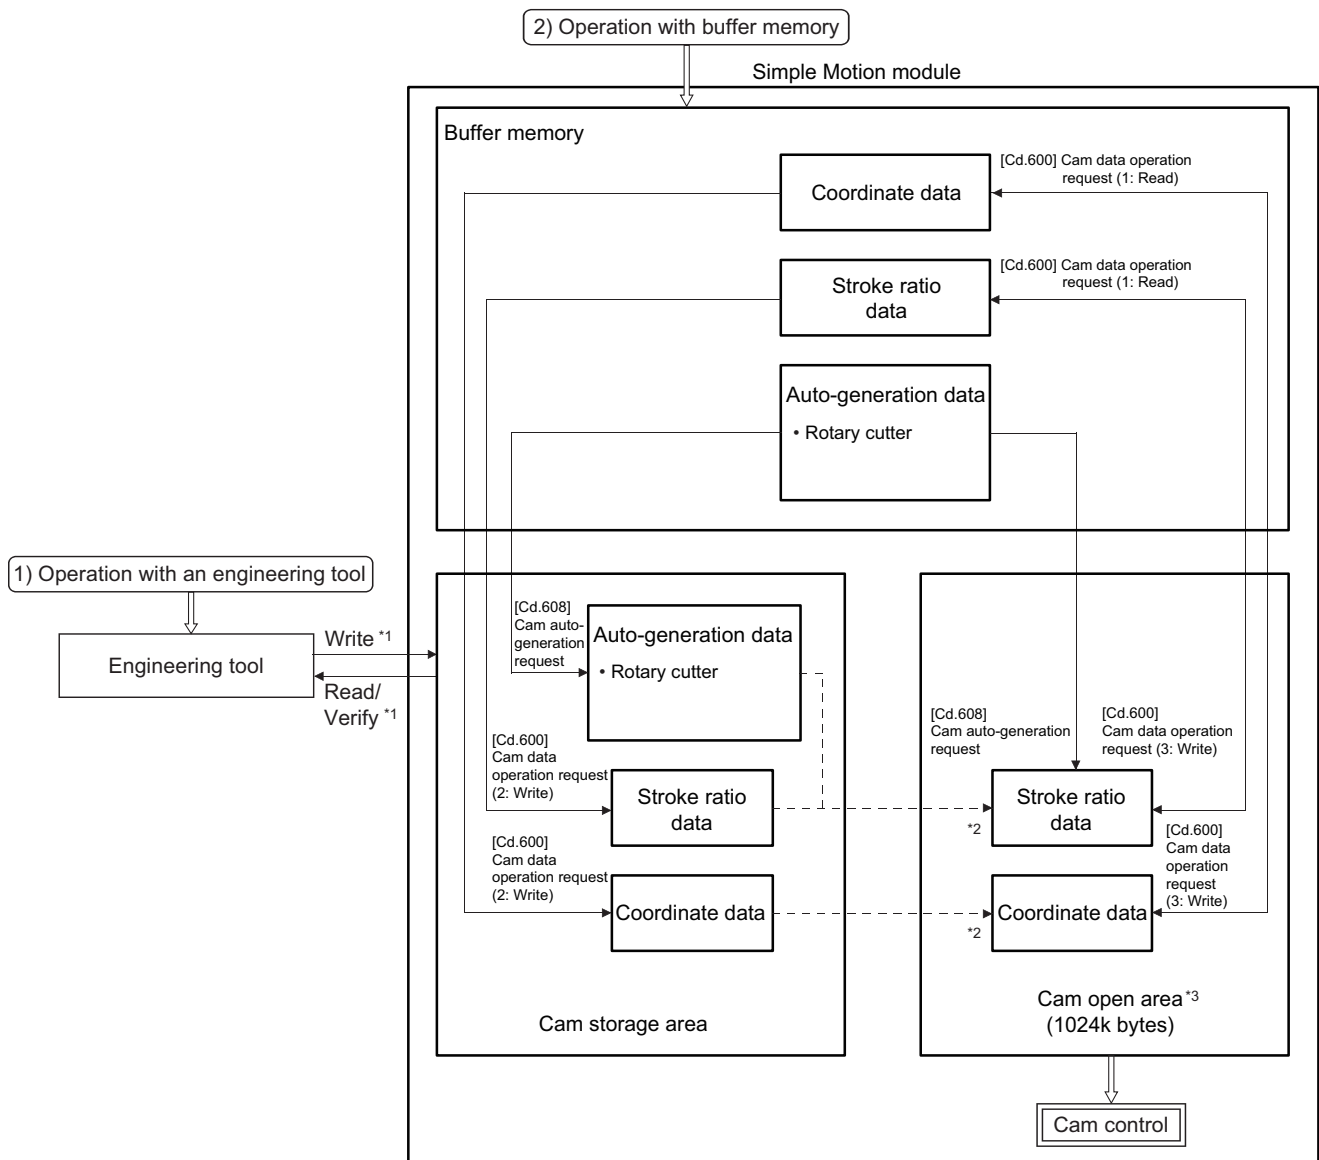 2) Operation with buffer memory
Simple Motion module
Buffer memory
Coordinate data
[Cd.600] Cam data operation
request (1: Read)
Stroke ratio
data
[Cd.600] Cam data operation
request (1: Read)
Auto-generation data
• Rotary cutter
1) Operation with an engineering tool
Engineering tool
Write *1
Read/
Verify *1
[Cd.608]
Cam auto-
generation
request
Auto-generation data
• Rotary cutter
[Cd.600]
Cam data
operation request
(2: Write)
Stroke ratio
data
[Cd.600]
Cam data
operation request
(2: Write)
Coordinate data
Cam storage area
[Cd.608]
Cam auto-generation
request
[Cd.600]
Cam data operation
request (3: Write)
*2
Stroke ratio
data
[Cd.600]
Cam data
operation
request
(3: Write)
*2
Coordinate data
Cam open area *3
(1024k bytes)
Cam control